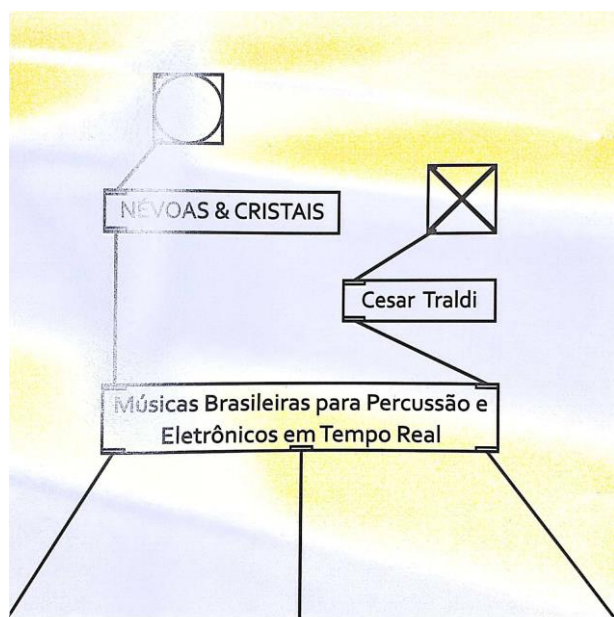 NÉVOAS & CRISTAIS
Cesar Traldi
Músicas Brasileiras para Percussão e
Eletrônicos em Tempo Real